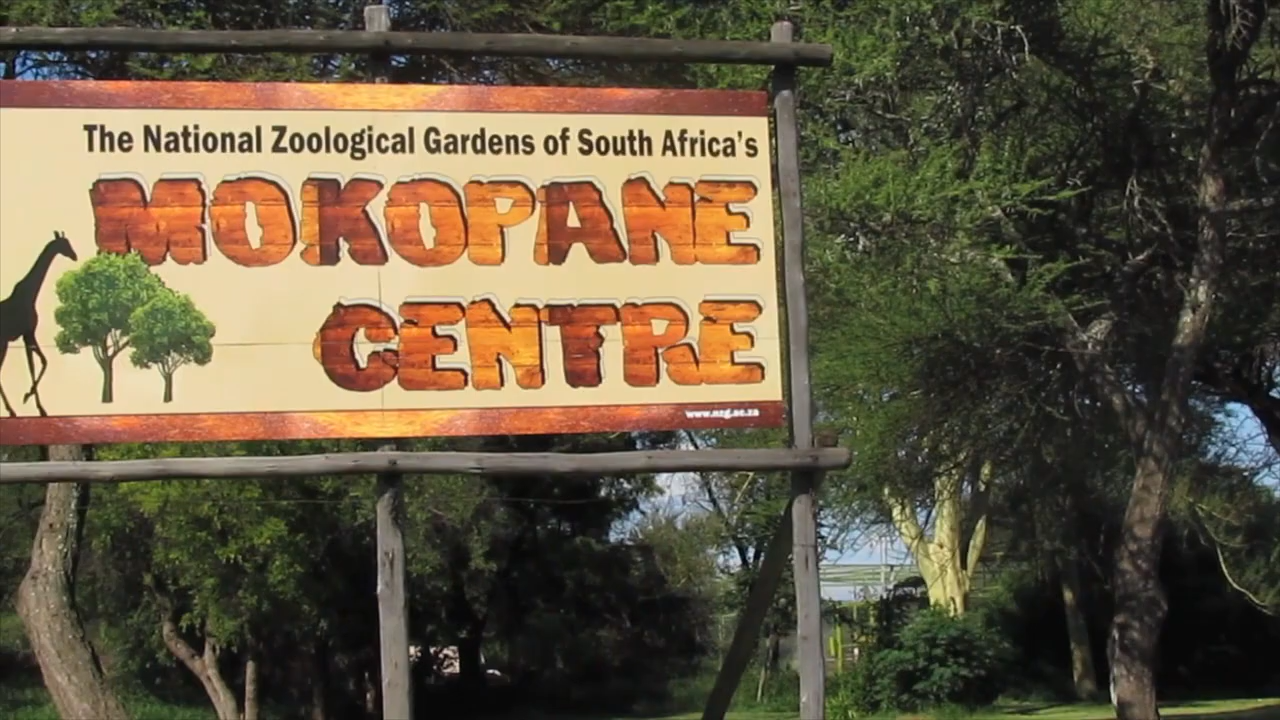 The National Zoological Gardens of South Africa's
MOKOPANE
CENTRE
www.nzg.ac.za